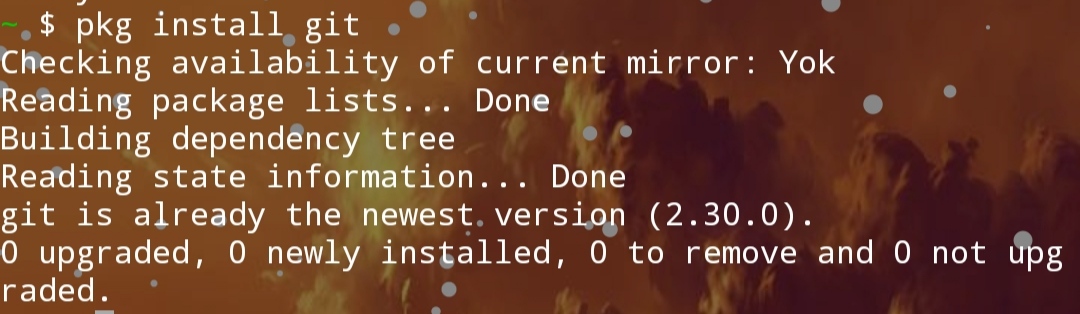 ~ $ pkg install git
Checking availability of current mirror: Yok
Reading package lists... Done
Building dependency tree
Reading state information... Done
git is already the newest version (2.30.0).
0 upgraded, 0 newly installed, 0 to remove and 0 not upg
raded.